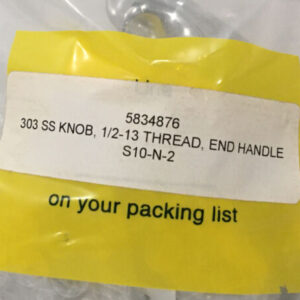 5834876
303 SS KNOB, 1/2-13 THREAD, END HANDLE
S10-N-2
on your packing list